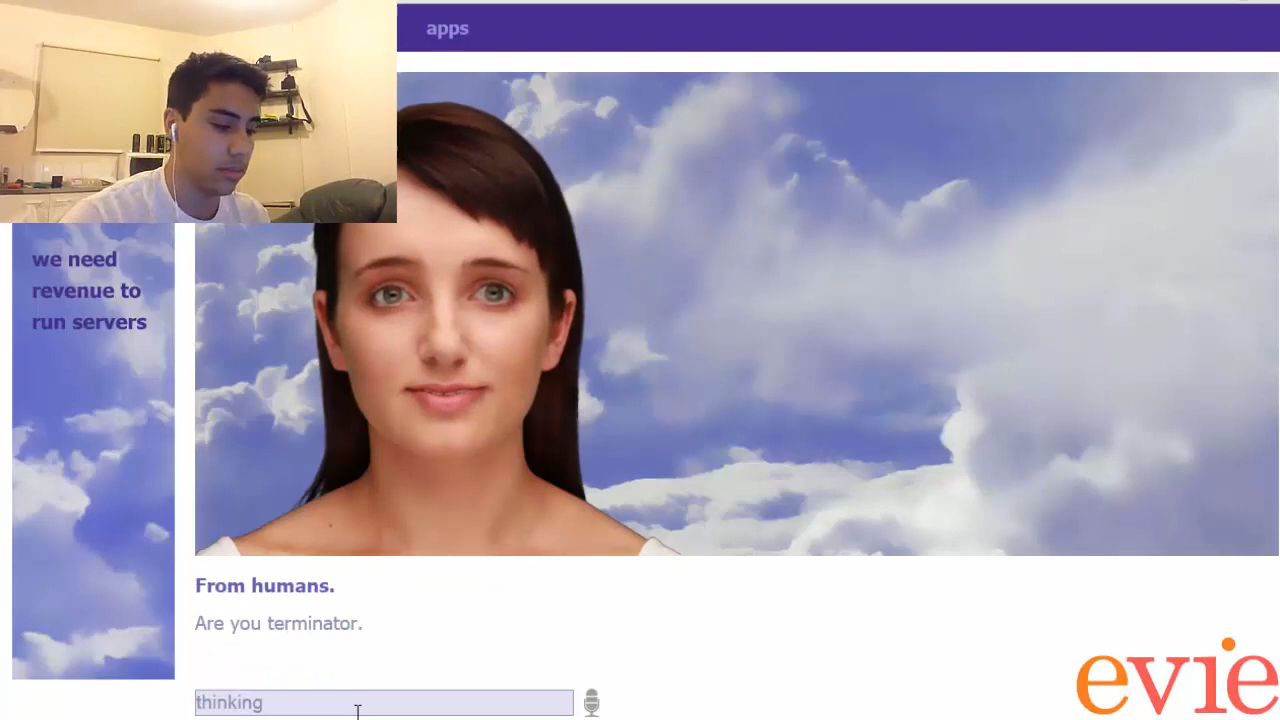 apps
we need
revenue to
run servers
From humans.
Are you terminator.
thinking
evie